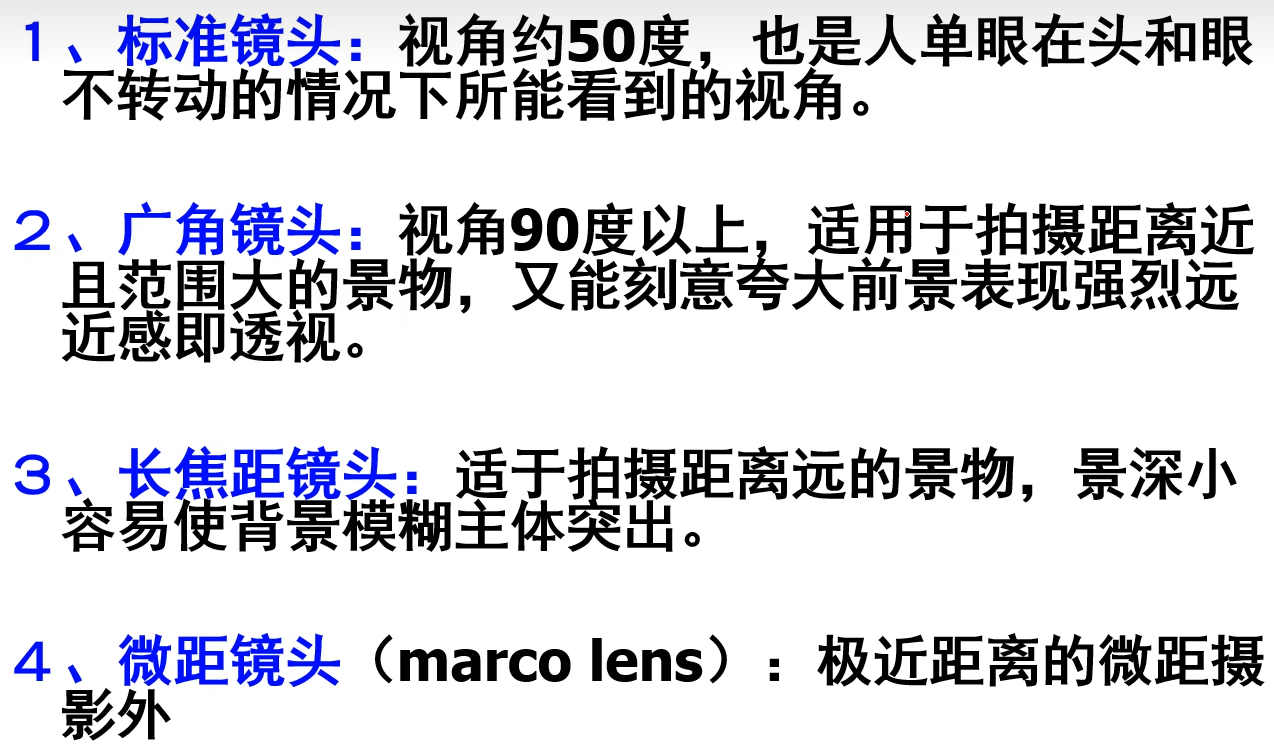 1、标准镜头：视角约50度，也是人单眼在头和眼
不转动的情况下所能看到的视角。
2、广角镜头：视角90度以上，适用于拍摄距离近
且范围大的景物，又能刻意夸大前景表现强烈远
近感即透视。
3、长焦距镜头：适于拍摄距离远的景物，景深小
容易使背景模糊主体突出。
4、微距镜头（marco lens）：极近距离的微距摄
影外